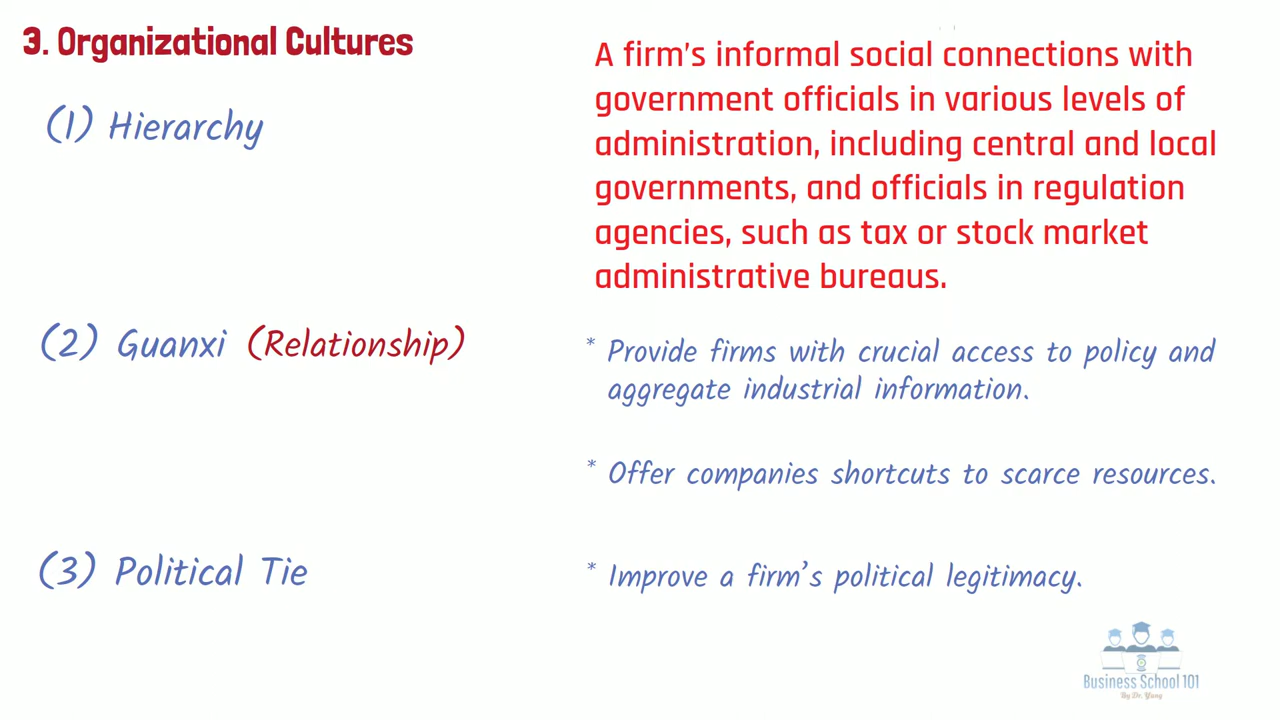 3. Organizational Cultures
(1) Hierarchy
(2) Guanxi (Relationship)
(3) Political Tie
A firm's informal social connections with
government officials in various levels of
administration, including central and local
governments, and officials in regulation
agencies, such as tax or stock market
administrative bureaus.
* Provide firms with crucial access to policy and
aggregate industrial information.
* Offer companies shortcuts to scarce resources.
* Improve a firm's political legitimacy.
Business School 101
By Dr. Yang